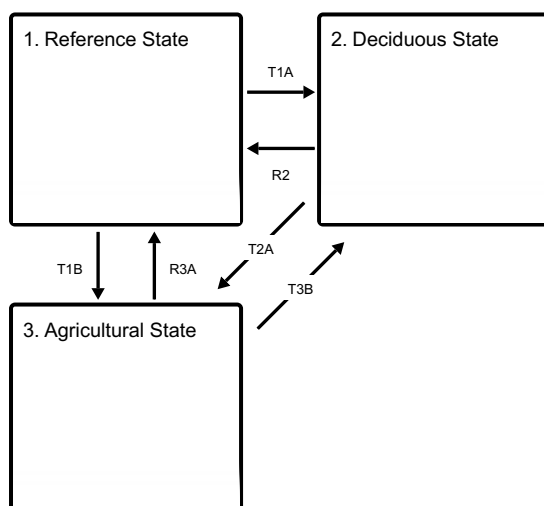 1. Reference State
2. Deciduous State
T1A
R2
T2A
T1B
R3A
T3B
3. Agricultural State